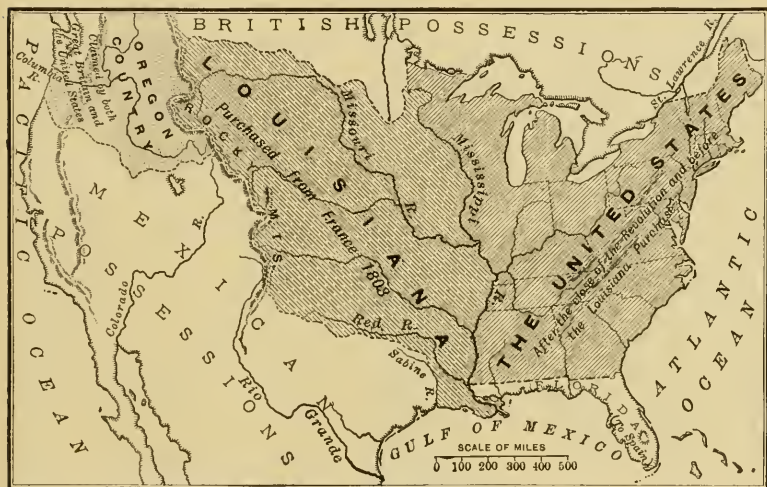 BRITISH POSSESSIONS
PACIFIC OCEAN
Columbia R.
Claimed by both
Great Britain and
the United States
OREGON
COUNTRY
ROCKY MTS.
LOUISIANA
Purchased from France 1803
Missouri R.
Mississippi R.
St. Lawrence R.
THE UNITED STATES
After the close of the Revolution and before
the Louisiana Purchase
MEXICAN
POSSESSIONS
Colorado R.
Red R.
Sabine R.
Rio Grande
FLORIDA
To Spain
GULF OF MEXICO
ATLANTIC
OCEAN
SCALE OF MILES
0 100 200 300 400 500